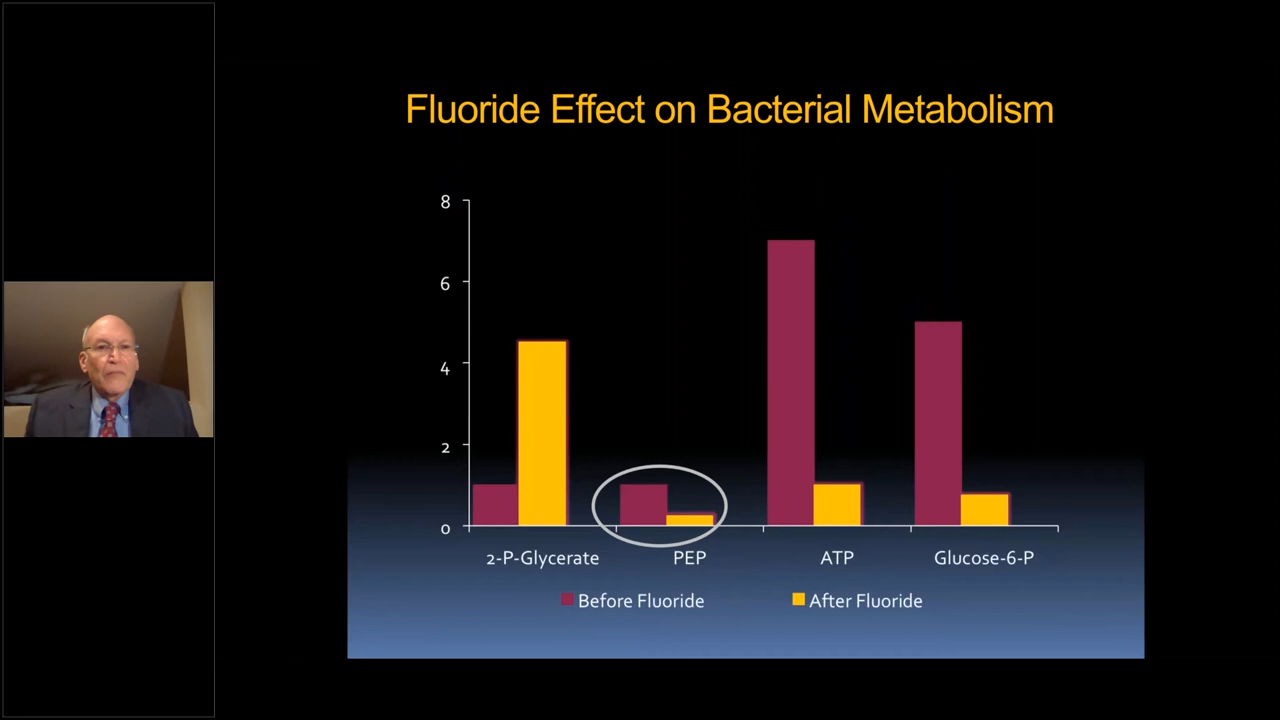 Fluoride Effect on Bacterial Metabolism
8
6
4
2
0
2-P-Glycerate PEP ATP Glucose-6-P
Before Fluoride After Fluoride